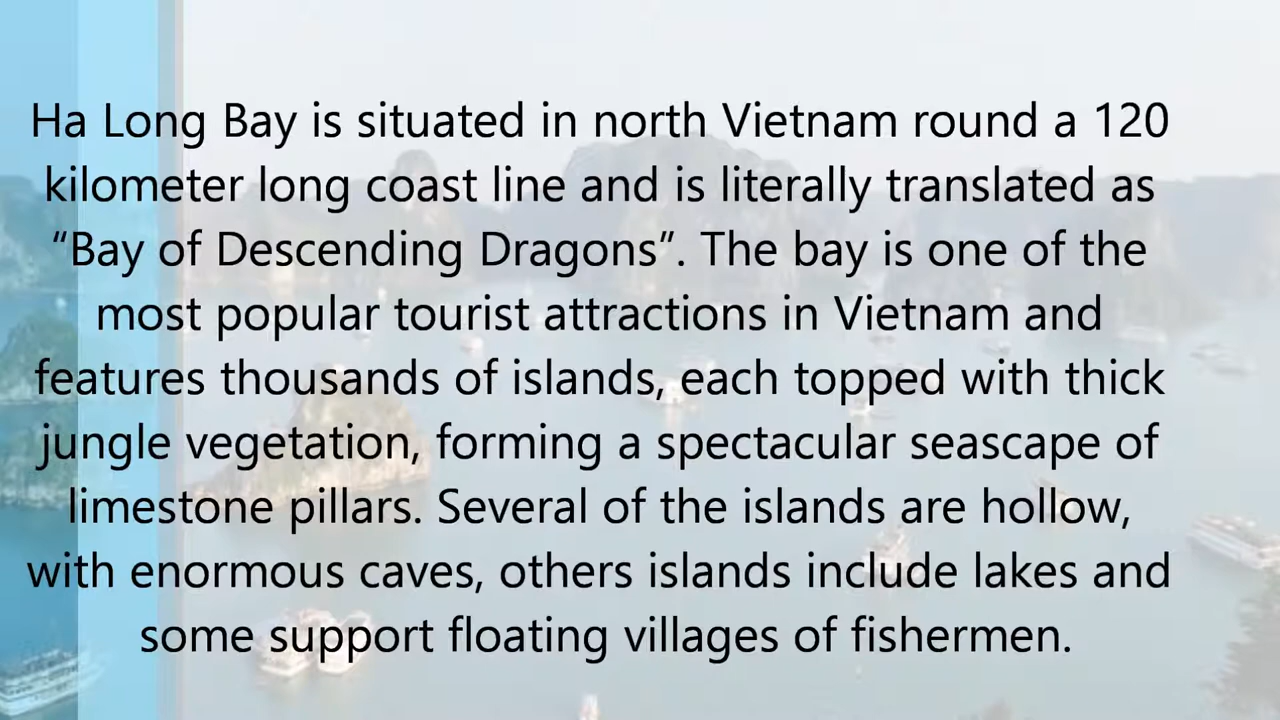 Ha Long Bay is situated in north Vietnam round a 120
kilometer long coast line and is literally translated as
“Bay of Descending Dragons”. The bay is one of the
most popular tourist attractions in Vietnam and
features thousands of islands, each topped with thick
jungle vegetation, forming a spectacular seascape of
limestone pillars. Several of the islands are hollow,
with enormous caves, others islands include lakes and
some support floating villages of fishermen.